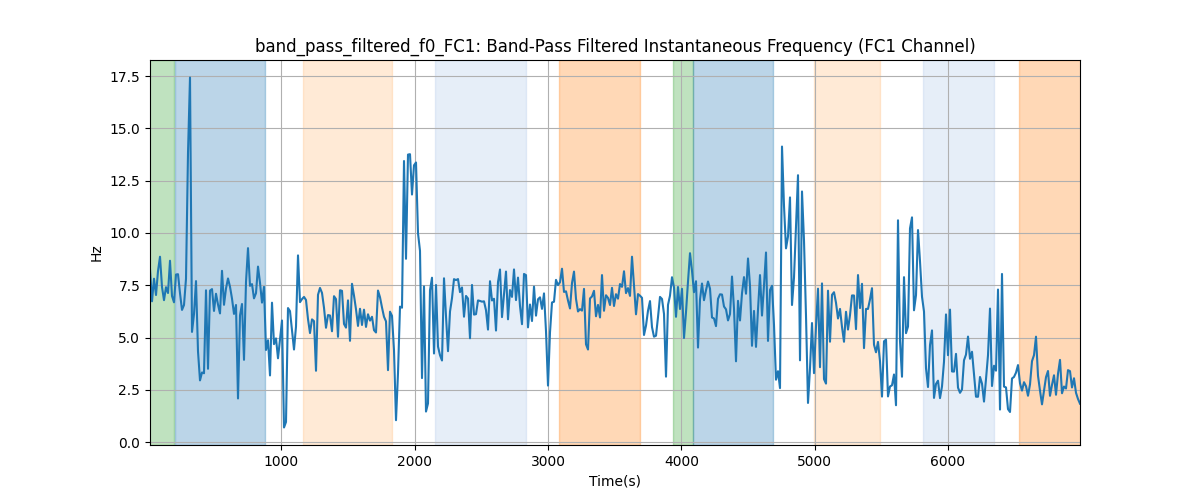 band_pass_filtered_f0_FC1: Band-Pass Filtered Instantaneous Frequency (FC1 Channel)
17.5
15.0
12.5
10.0
7.5
5.0
2.5
0.0
Hz
1000 2000 3000 4000 5000 6000
Time(s)